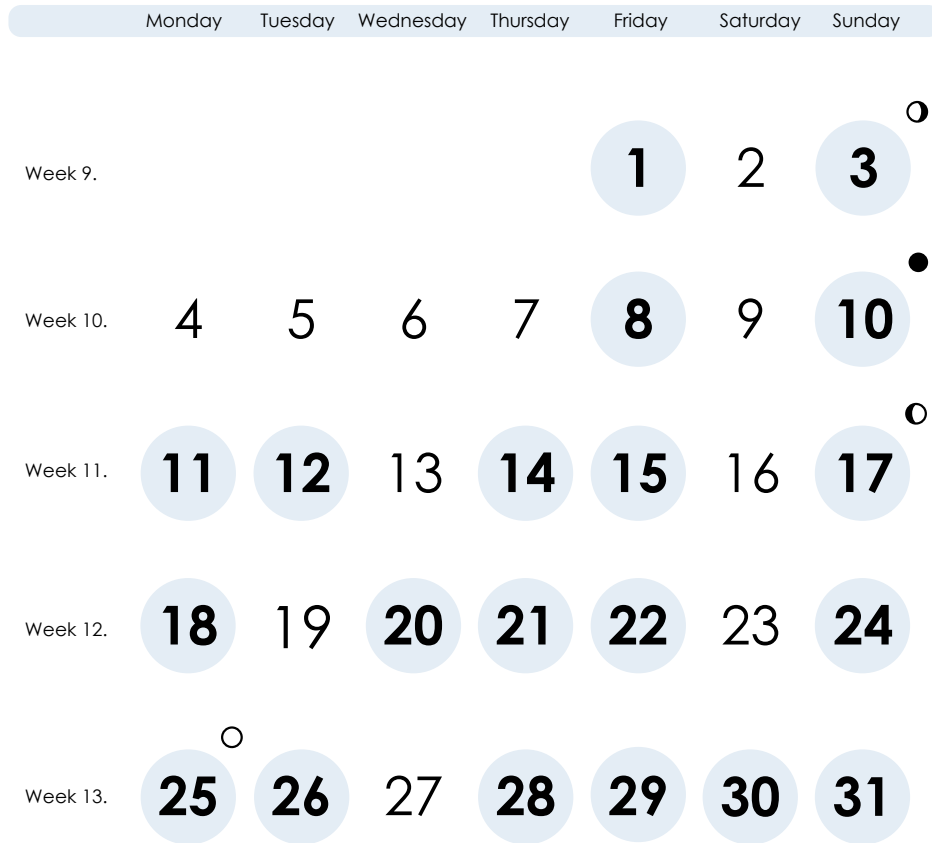 Monday Tuesday Wednesday Thursday Friday Saturday Sunday
Week 9. 1 2 3
Week 10. 4 5 6 7 8 9 10
Week 11. 11 12 13 14 15 16 17
Week 12. 18 19 20 21 22 23 24
Week 13. 25 26 27 28 29 30 31